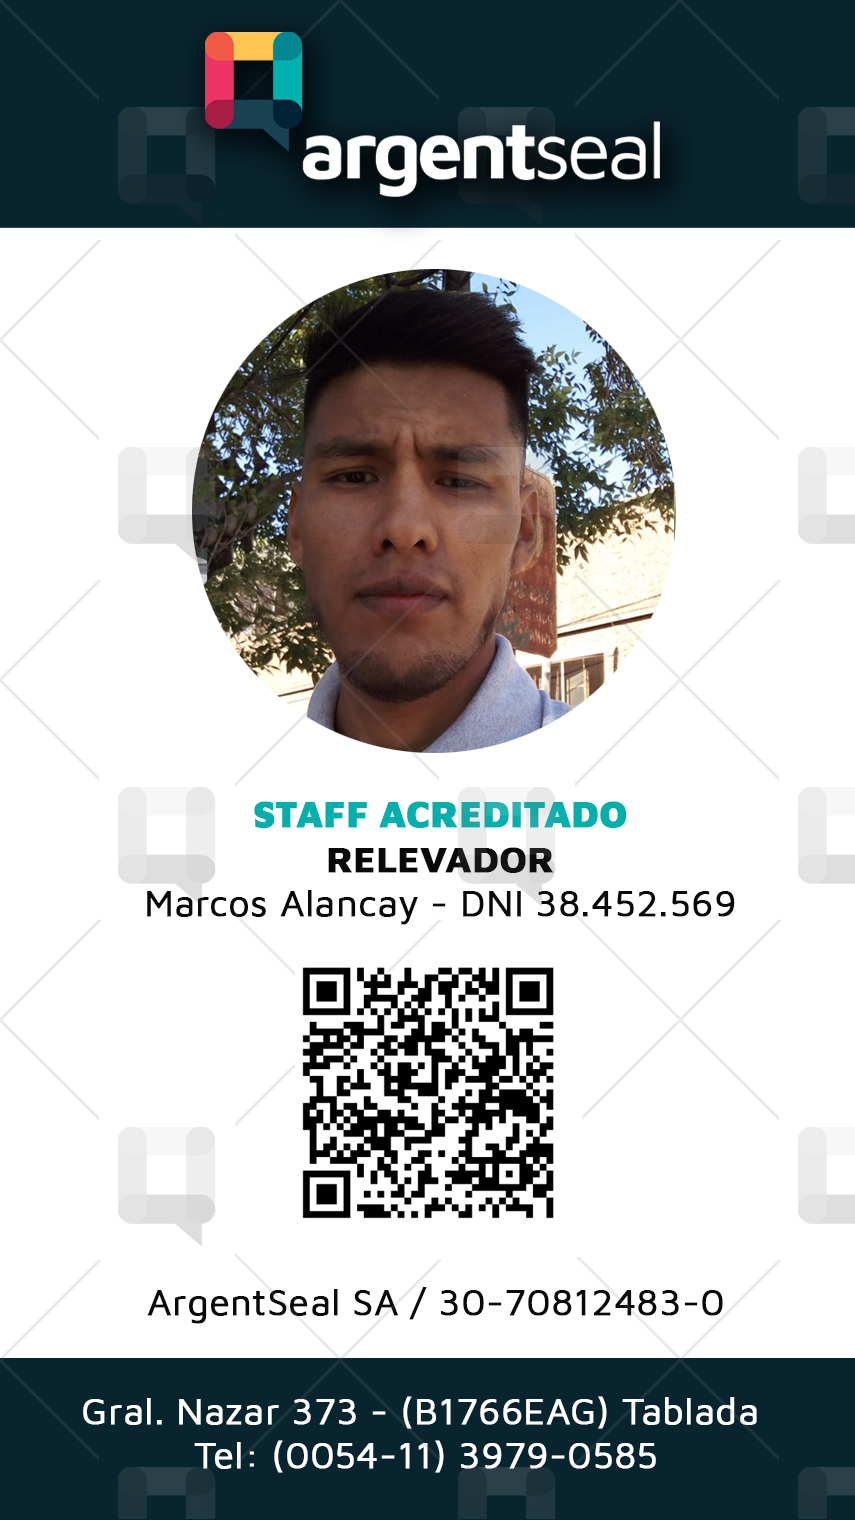 argentseal
STAFF ACREDITADO
RELEVADOR
Marcos Alancay - DNI 38.452.569
ArgentSeal SA / 30-70812483-0
Gral. Nazar 373 - (B1766EAG) Tablada
Tel: (0054-11) 3979-0585